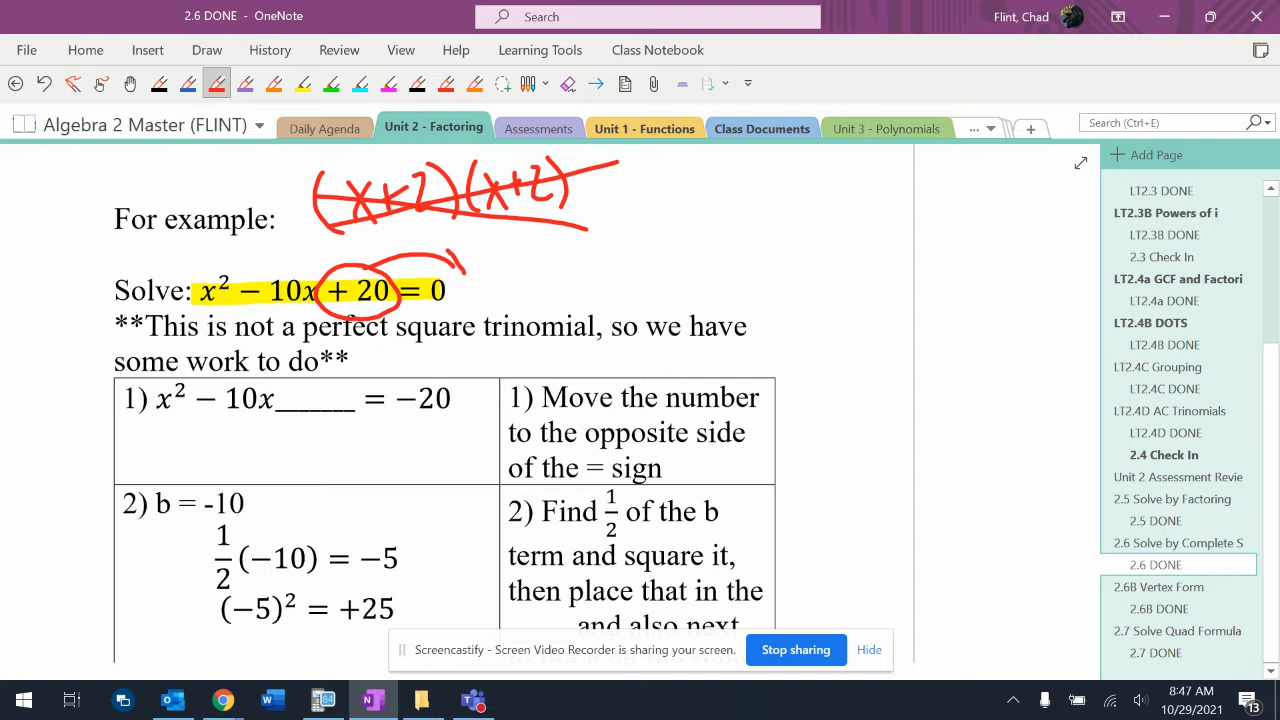 2.6 DONE - OneNote
Search
Flint, Chad
File Home Insert Draw History Review View Help Learning Tools Class Notebook
Algebra 2 Master (FLINT)
Daily Agenda
Unit 2 - Factoring
Assessments
Unit 1 - Functions
Class Documents
Unit 3 - Polynomials
...
Search (Ctrl+E)
(x+2)(x+2)
For example:
Solve: x² − 10x + 20 = 0
**This is not a perfect square trinomial, so we have
some work to do**
1) x² − 10x_______ = −20
1) Move the number
to the opposite side
of the = sign
2) b = -10
1/2 (−10) = −5
(−5)² = +25
2) Find 1/2 of the b
term and square it,
then place that in the
and also next
Add Page
LT2.3 DONE
LT2.3B Powers of i
LT2.3B DONE
2.3 Check In
LT2.4a GCF and Factori
LT2.4a DONE
LT2.4B DOTS
LT2.4B DONE
LT2.4C Grouping
LT2.4C DONE
LT2.4D AC Trinomials
LT2.4D DONE
2.4 Check In
Unit 2 Assessment Revie
2.5 Solve by Factoring
2.5 DONE
2.6 Solve by Complete S
2.6 DONE
2.6B Vertex Form
2.6B DONE
2.7 Solve Quad Formula
2.7 DONE
Screencastify - Screen Video Recorder is sharing your screen.
Stop sharing
Hide
8:47 AM
10/29/2021
13